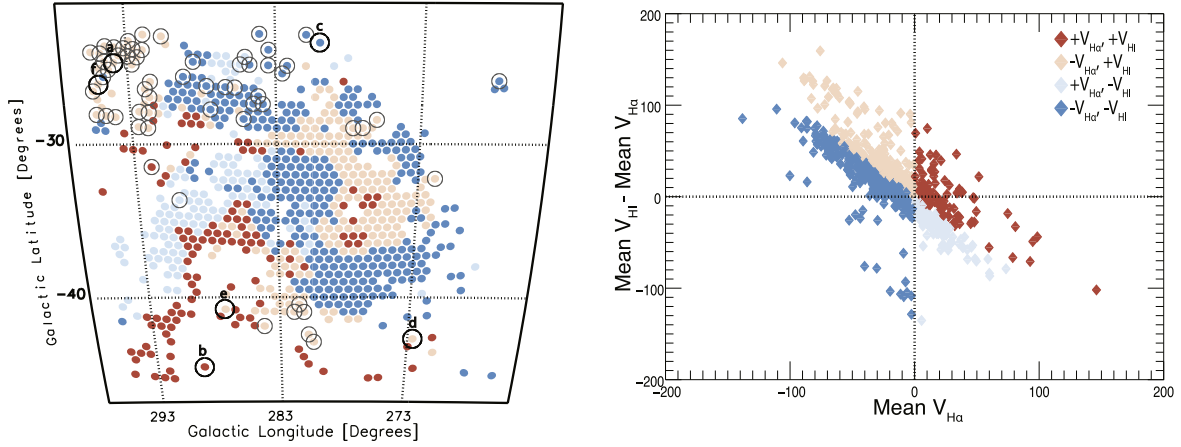 c
a
f
-30
-40
e
d
b
293
283
273
Galactic Longitude [Degrees]
Galactic Latitude [Degrees]
200
100
0
-100
-200
-200
-100
0
100
200
Mean V_Hα
Mean V_HI - Mean V_Hα
+V_Hα, +V_HI
-V_Hα, +V_HI
+V_Hα, -V_HI
-V_Hα, -V_HI